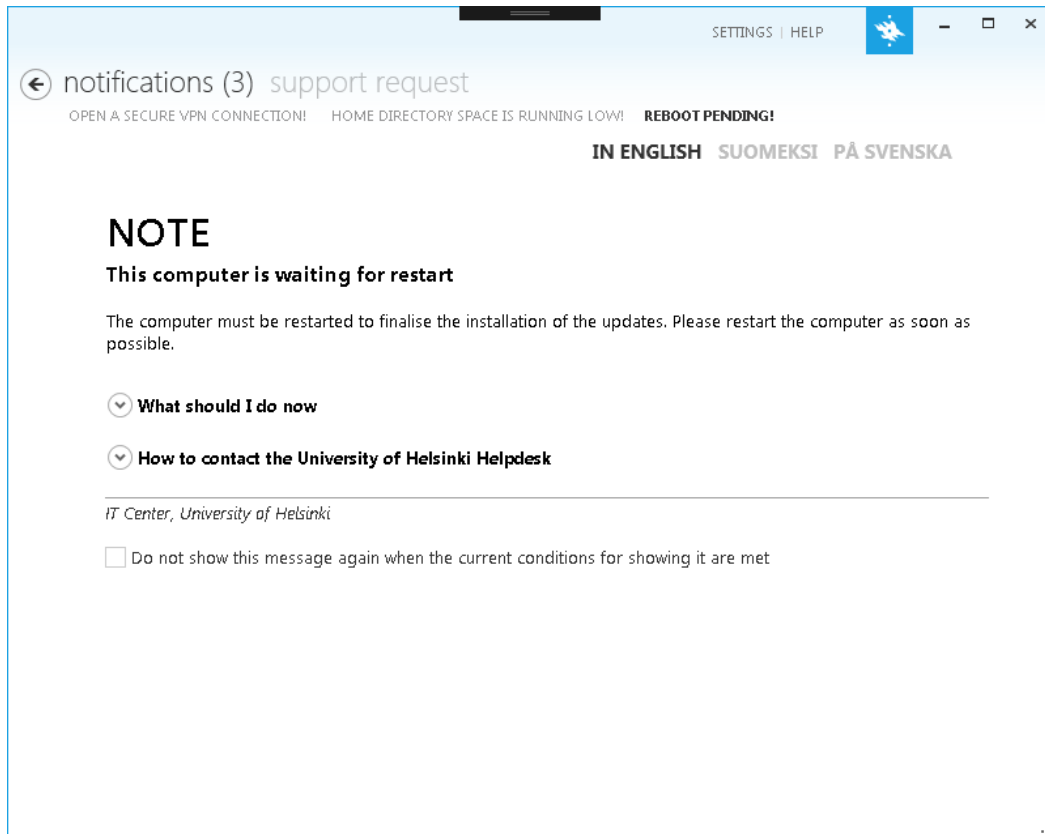 SETTINGS | HELP
notifications (3) support request
OPEN A SECURE VPN CONNECTION! HOME DIRECTORY SPACE IS RUNNING LOW! REBOOT PENDING!
IN ENGLISH SUOMEKSI PÅ SVENSKA
NOTE
This computer is waiting for restart
The computer must be restarted to finalise the installation of the updates. Please restart the computer as soon as
possible.
What should I do now
How to contact the University of Helsinki Helpdesk
IT Center, University of Helsinki
Do not show this message again when the current conditions for showing it are met